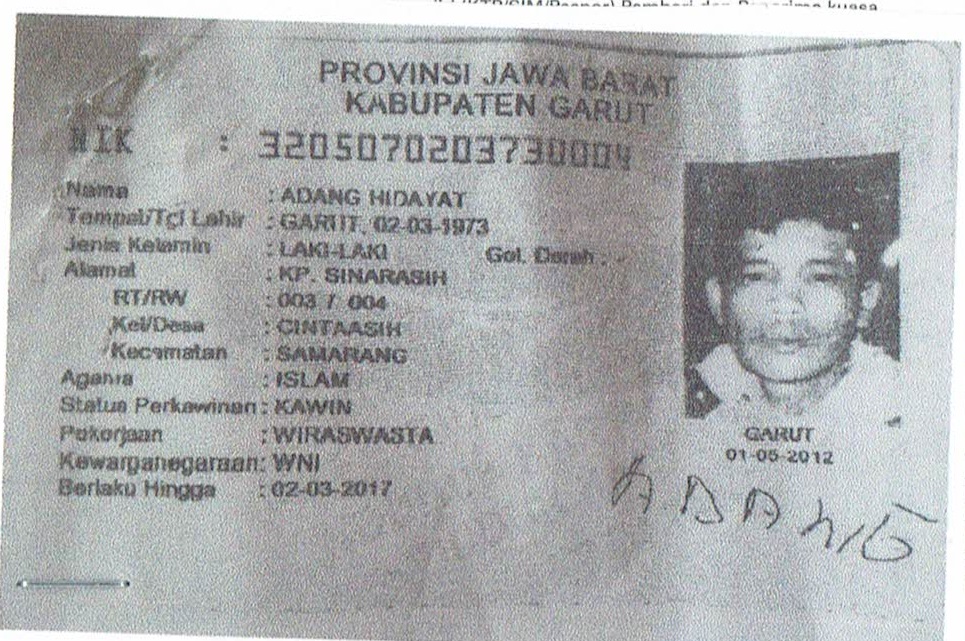 (KTP/SIM/Paspor) Pemberi dan Penerima kuasa
PROVINSI JAWA BARAT
KABUPATEN GARUT
NIK : 3205070203730004
Nama : ADANG HIDAYAT
Tempat/Tgl Lahir : GARUT, 02-03-1973
Jenis Kelamin : LAKI-LAKI Gol. Darah : -
Alamat : KP. SINARASIH
RT/RW : 003 / 004
Kel/Desa : CINTAASIH
Kecamatan : SAMARANG
Agama : ISLAM
Status Perkawinan : KAWIN
Pekerjaan : WIRASWASTA
Kewarganegaraan : WNI
Berlaku Hingga : 02-03-2017
GARUT
01-05-2012
ADANG